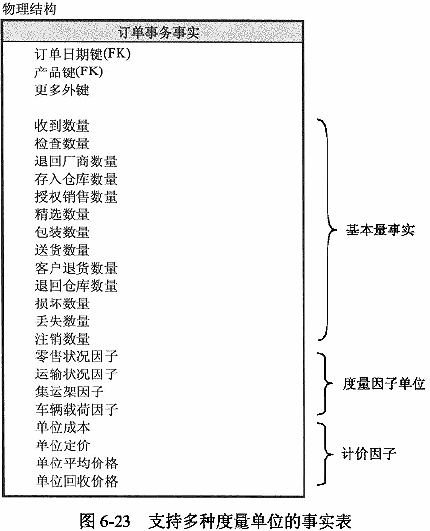 物理结构
订单事务事实
订单日期键(FK)
产品键(FK)
更多外键
收到数量
检查数量
退回厂商数量
存入仓库数量
授权销售数量
精选数量
包装数量
送货数量
客户退货数量
退回仓库数量
损坏数量
丢失数量
注销数量
基本量事实
零售状况因子
运输状况因子
集运架因子
车辆载荷因子
度量因子单位
单位成本
单位定价
单位平均价格
单位回收价格
计价因子
图 6-23 支持多种度量单位的事实表